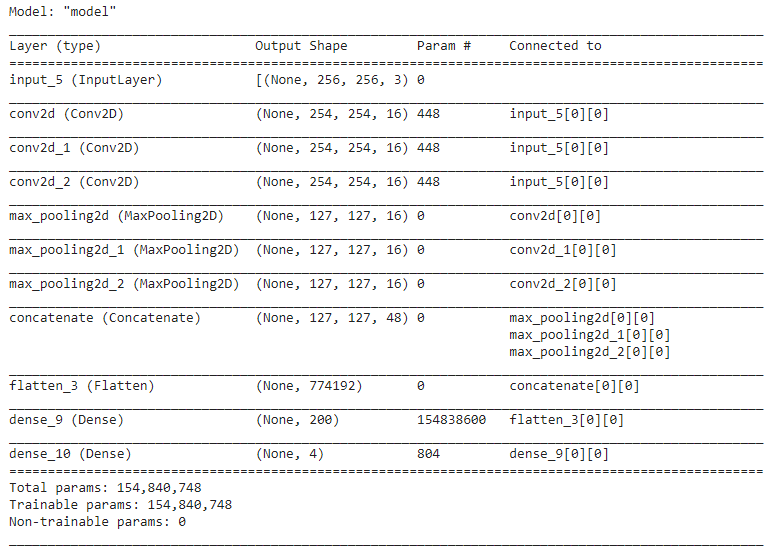 Model: "model"
Layer (type) Output Shape Param # Connected to
input_5 (InputLayer) [(None, 256, 256, 3) 0
conv2d (Conv2D) (None, 254, 254, 16) 448 input_5[0][0]
conv2d_1 (Conv2D) (None, 254, 254, 16) 448 input_5[0][0]
conv2d_2 (Conv2D) (None, 254, 254, 16) 448 input_5[0][0]
max_pooling2d (MaxPooling2D) (None, 127, 127, 16) 0 conv2d[0][0]
max_pooling2d_1 (MaxPooling2D) (None, 127, 127, 16) 0 conv2d_1[0][0]
max_pooling2d_2 (MaxPooling2D) (None, 127, 127, 16) 0 conv2d_2[0][0]
concatenate (Concatenate) (None, 127, 127, 48) 0 max_pooling2d[0][0]
max_pooling2d_1[0][0]
max_pooling2d_2[0][0]
flatten_3 (Flatten) (None, 774192) 0 concatenate[0][0]
dense_9 (Dense) (None, 200) 154838600 flatten_3[0][0]
dense_10 (Dense) (None, 4) 804 dense_9[0][0]
Total params: 154,840,748
Trainable params: 154,840,748
Non-trainable params: 0